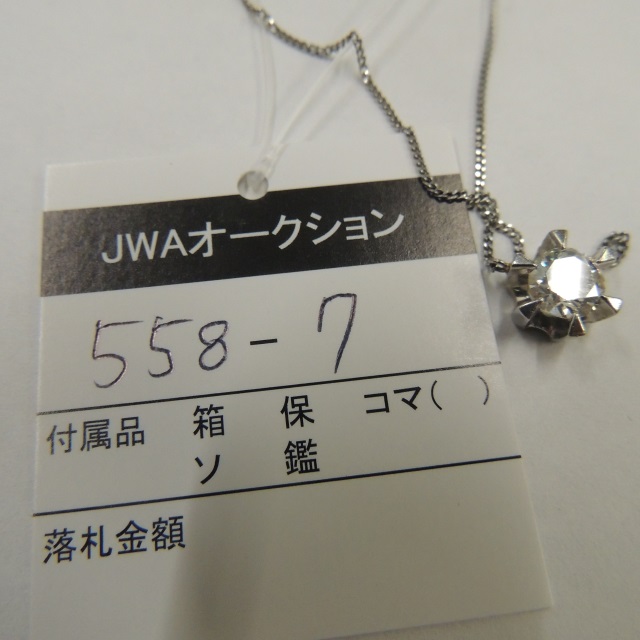 JWAオークション
558-7
付属品 箱 保 コマ( )
ソ 鑑
落札金額